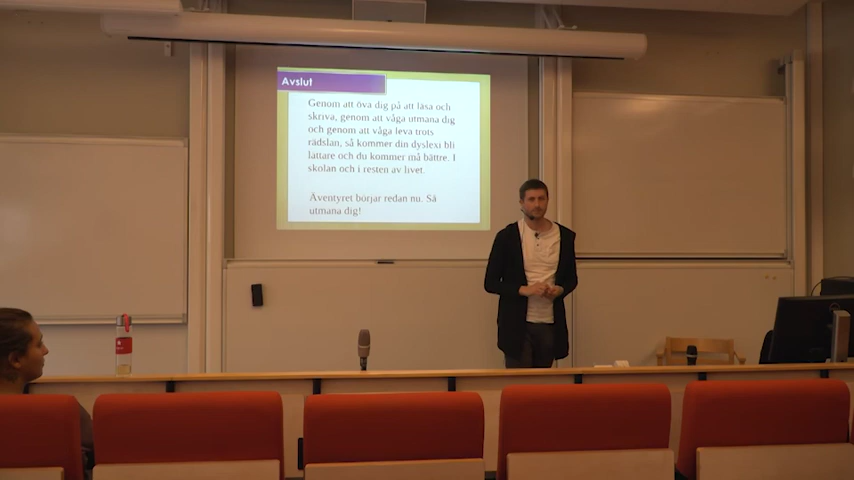 Avslut
Genom att öva dig på att läsa och
skriva, genom att våga utmana dig
och genom att våga leva trots
rädslan, så kommer din dyslexi bli
lättare och du kommer må bättre. I
skolan och i resten av livet.
Äventyret börjar redan nu. Så
utmana dig!